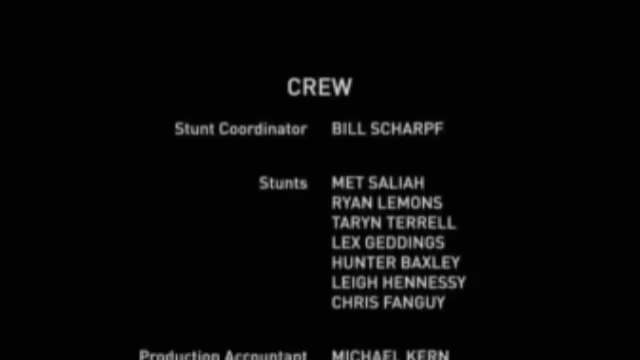 CREW
Stunt Coordinator BILL SCHARPF
Stunts MET SALIAH
RYAN LEMONS
TARYN TERRELL
LEX GEDDINGS
HUNTER BAXLEY
LEIGH HENNESSY
CHRIS FANGUY
Production Accountant MICHAEL KERN